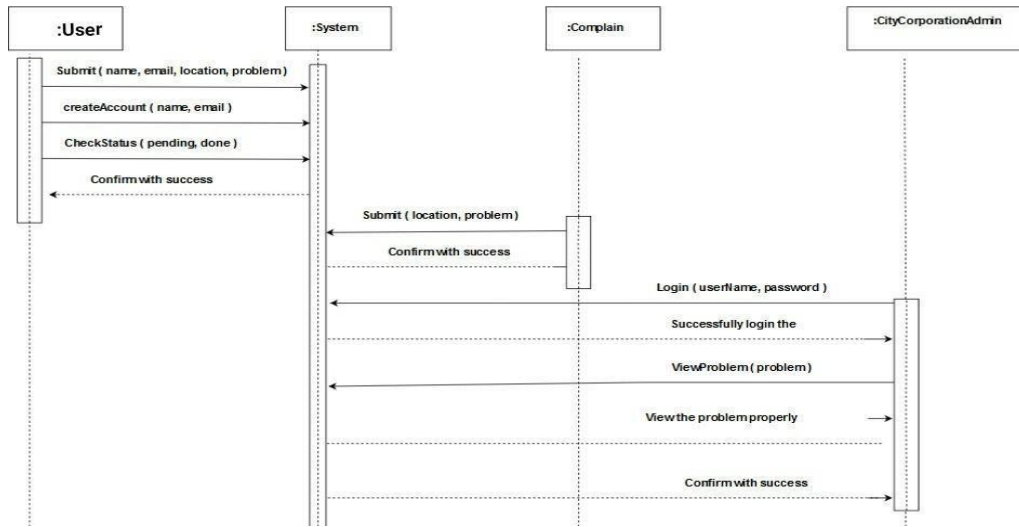 :User
:System
:Complain
:CityCorporationAdmin
Submit ( name, email, location, problem )
createAccount ( name, email )
CheckStatus ( pending, done )
Confirm with success
Submit ( location, problem )
Confirm with success
Login ( userName, password )
Successfully login the
ViewProblem ( problem )
View the problem properly
Confirm with success